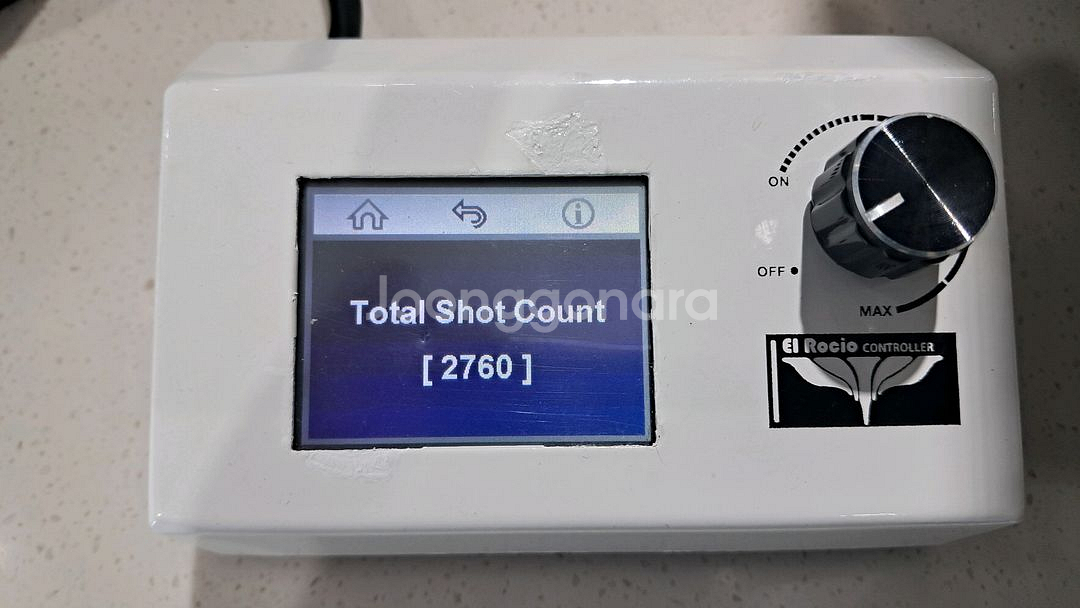 Total Shot Count
[ 2760 ]
Joonggonara
ON
OFF
MAX
El Rocio CONTROLLER